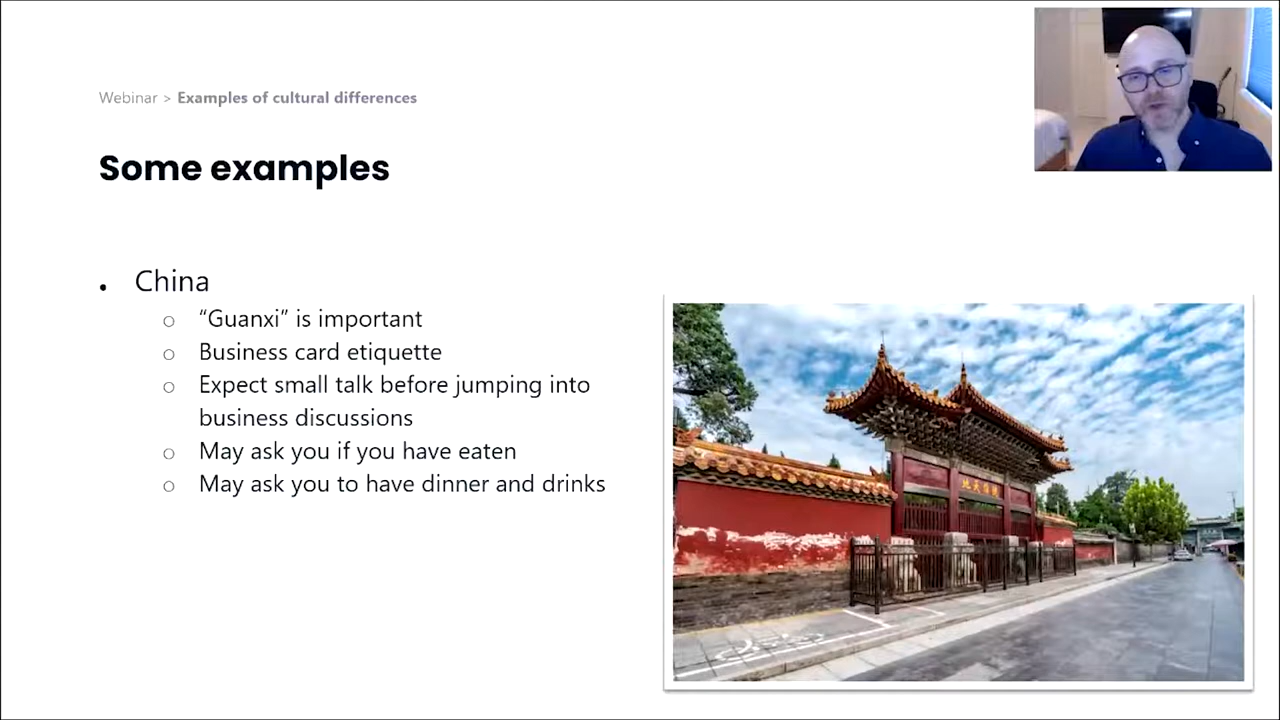 Webinar > Examples of cultural differences
Some examples
• China
○ “Guanxi” is important
○ Business card etiquette
○ Expect small talk before jumping into
business discussions
○ May ask you if you have eaten
○ May ask you to have dinner and drinks